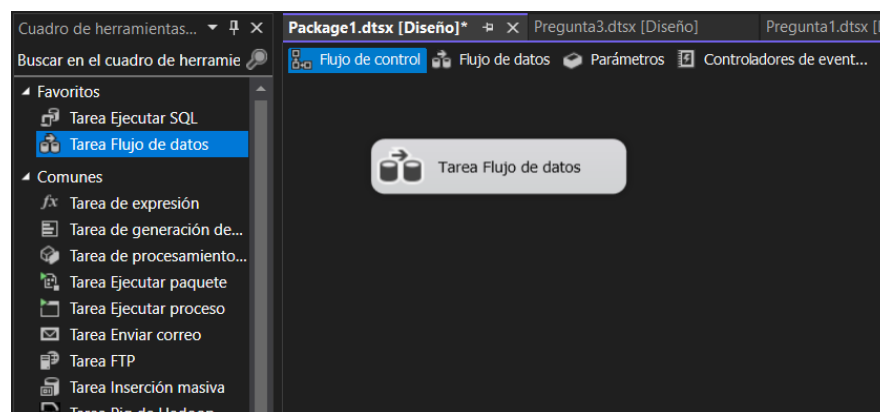 Cuadro de herramientas...
Buscar en el cuadro de herramie
Favoritos
Tarea Ejecutar SQL
Tarea Flujo de datos
Comunes
Tarea de expresión
Tarea de generación de...
Tarea de procesamiento...
Tarea Ejecutar paquete
Tarea Ejecutar proceso
Tarea Enviar correo
Tarea FTP
Tarea Inserción masiva
Package1.dtsx [Diseño]* Pregunta3.dtsx [Diseño] Pregunta1.dtsx
Flujo de control Flujo de datos Parámetros Controladores de event...
Tarea Flujo de datos